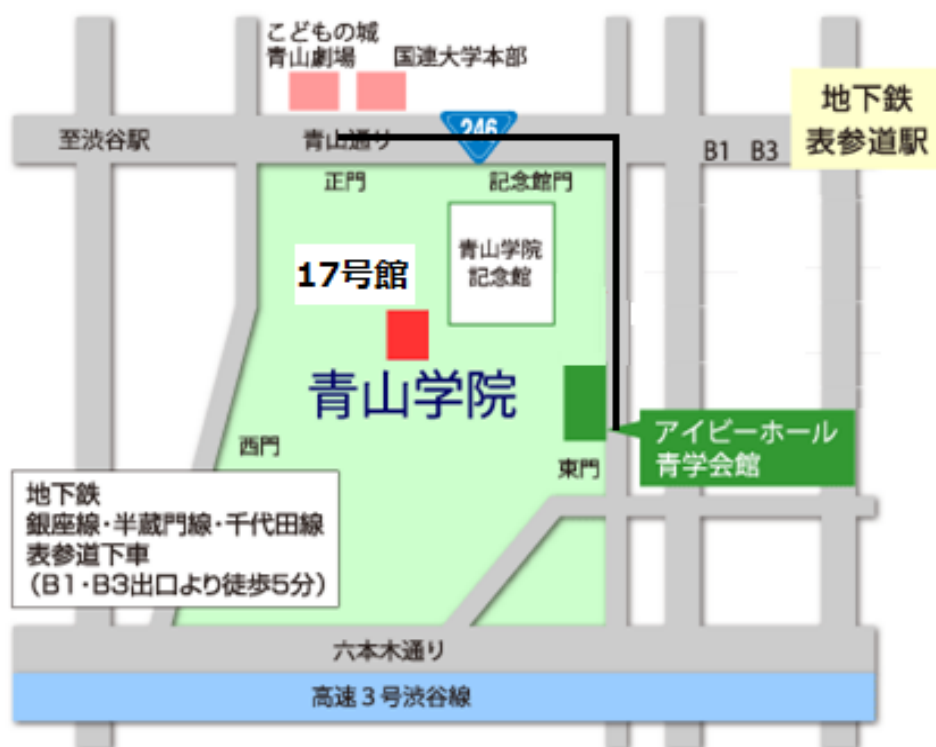 こどもの城
青山劇場
国連大学本部
地下鉄
表参道駅
至渋谷駅
青山通り
246
B1 B3
正門
記念館門
青山学院
記念館
17号館
青山学院
アイビーホール
青学会館
西門
東門
地下鉄
銀座線・半蔵門線・千代田線
表参道下車
（B1・B3出口より徒歩5分）
六本木通り
高速3号渋谷線